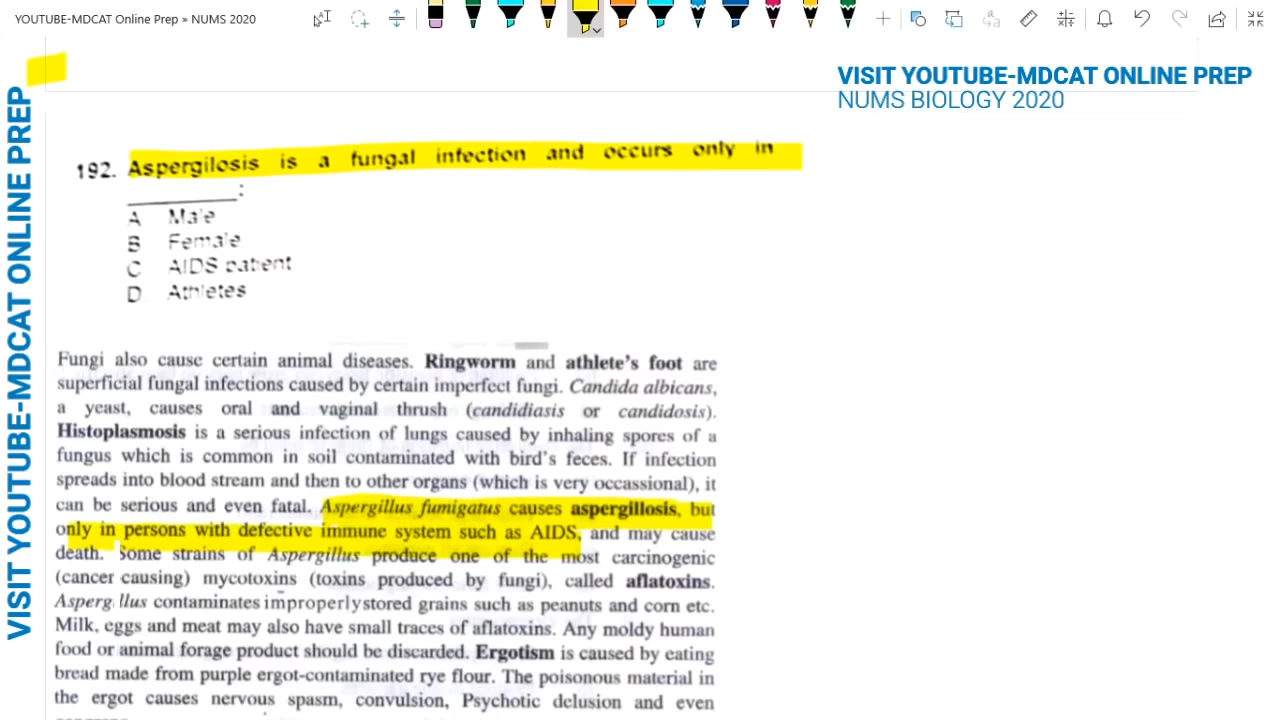 YOUTUBE-MDCAT Online Prep » NUMS 2020
VISIT YOUTUBE-MDCAT ONLINE PREP
VISIT YOUTUBE-MDCAT ONLINE PREP
NUMS BIOLOGY 2020
192. Aspergilosis is a fungal infection and occurs only in
__________:
A Male
B Female
C AIDS patient
D. Athletes
Fungi also cause certain animal diseases. Ringworm and athlete's foot are
superficial fungal infections caused by certain imperfect fungi. Candida albicans,
a yeast, causes oral and vaginal thrush (candidiasis or candidosis).
Histoplasmosis is a serious infection of lungs caused by inhaling spores of a
fungus which is common in soil contaminated with bird's feces. If infection
spreads into blood stream and then to other organs (which is very occassional), it
can be serious and even fatal. Aspergillus fumigatus causes aspergillosis, but
only in persons with defective immune system such as AIDS, and may cause
death. Some strains of Aspergillus produce one of the most carcinogenic
(cancer causing) mycotoxins (toxins produced by fungi), called aflatoxins.
Aspergillus contaminates improperly stored grains such as peanuts and corn etc.
Milk, eggs and meat may also have small traces of aflatoxins. Any moldy human
food or animal forage product should be discarded. Ergotism is caused by eating
bread made from purple ergot-contaminated rye flour. The poisonous material in
the ergot causes nervous spasm, convulsion, Psychotic delusion and even